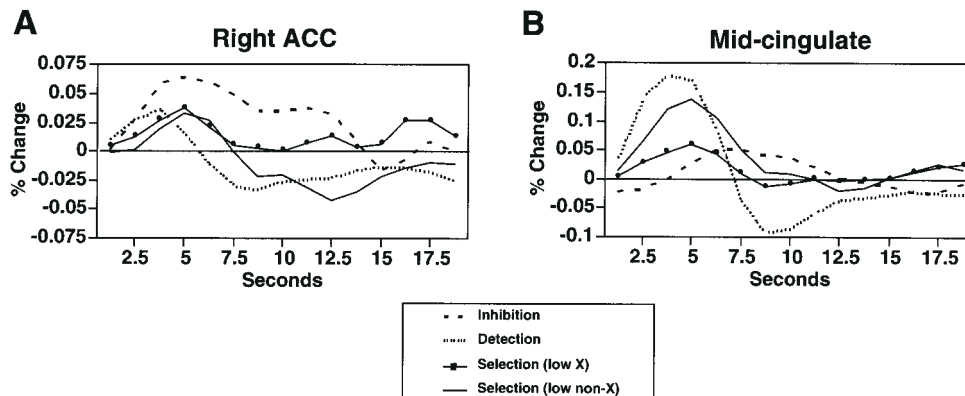 A
Right ACC
0.075
0.05
0.025
0
-0.025
-0.05
-0.075
% Change
2.5 5 7.5 10 12.5 15 17.5
Seconds
B
Mid-cingulate
0.2
0.15
0.1
0.05
0
-0.05
-0.1
% Change
2.5 5 7.5 10 12.5 15 17.5
Seconds
Inhibition
Detection
Selection (low X)
Selection (low non-X)